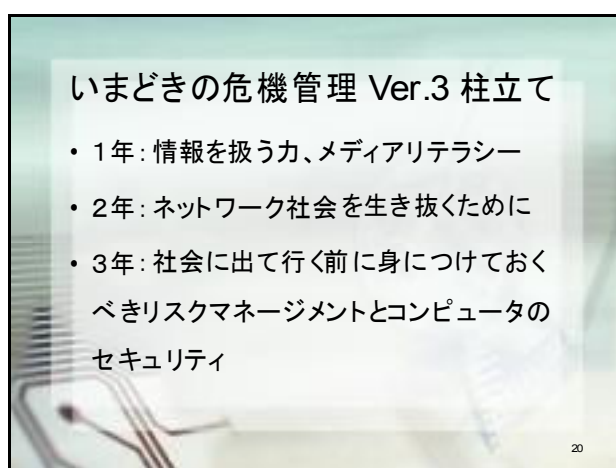 いまどきの危機管理 Ver.3 柱立て
• 1年：情報を扱う力、メディアリテラシー
• 2年：ネットワーク社会を生き抜くために
• 3年：社会に出て行く前に身につけておく
べきリスクマネージメントとコンピュータの
セキュリティ
20